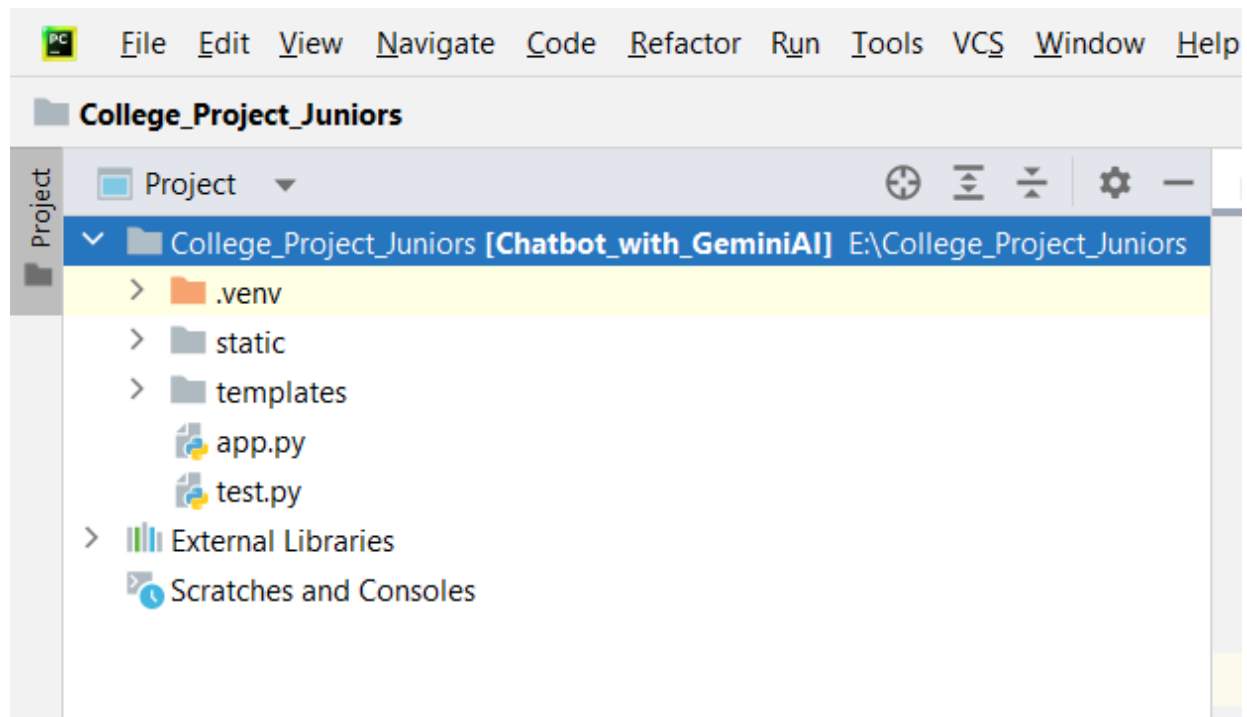 PC File Edit View Navigate Code Refactor Run Tools VCS Window Help
College_Project_Juniors
Project
Project
College_Project_Juniors [Chatbot_with_GeminiAI] E:\College_Project_Juniors
.venv
static
templates
app.py
test.py
External Libraries
Scratches and Consoles